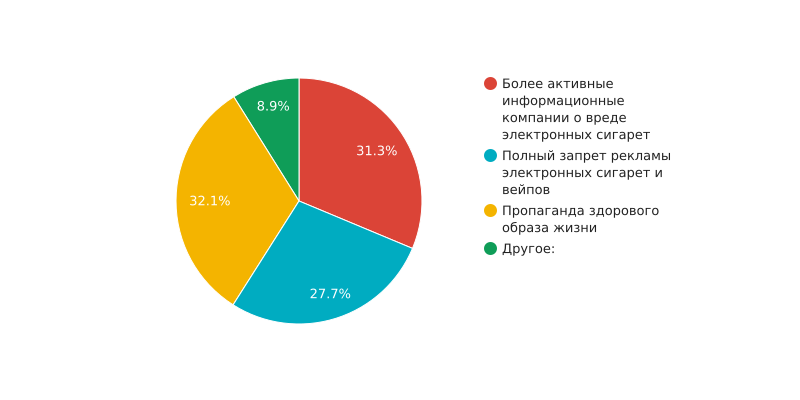 8.9%
31.3%
32.1%
27.7%
Более активные
информационные
компании о вреде
электронных сигарет
Полный запрет рекламы
электронных сигарет и
вейпов
Пропаганда здорового
образа жизни
Другое: